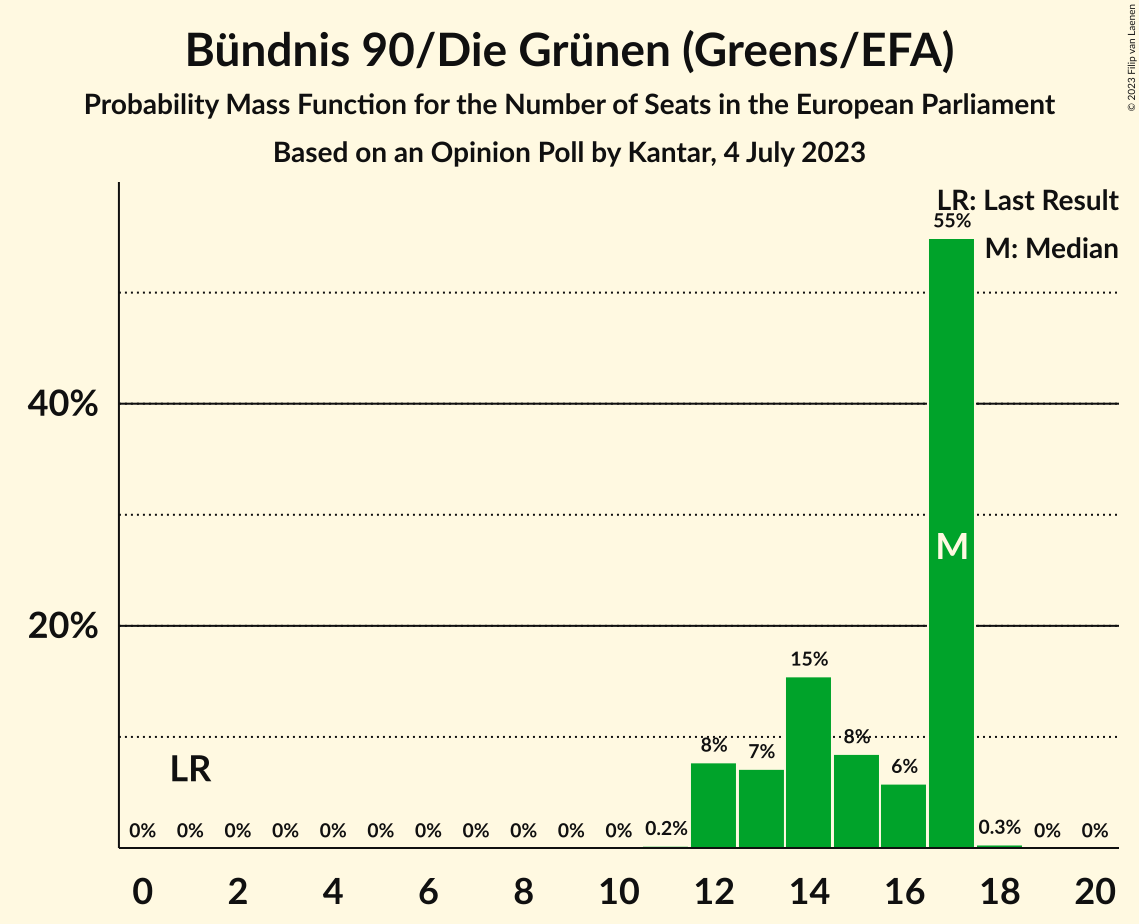 Bündnis 90/Die Grünen (Greens/EFA)
Probability Mass Function for the Number of Seats in the European Parliament
Based on an Opinion Poll by Kantar, 4 July 2023
© 2023 Filip van Laenen
LR: Last Result
55%
M: Median
40%
M
20%
15%
8% 7% 8% 6%
LR
0% 0% 0% 0% 0% 0% 0% 0% 0% 0% 0% 0.2% 0.3% 0% 0%
0 2 4 6 8 10 12 14 16 18 20